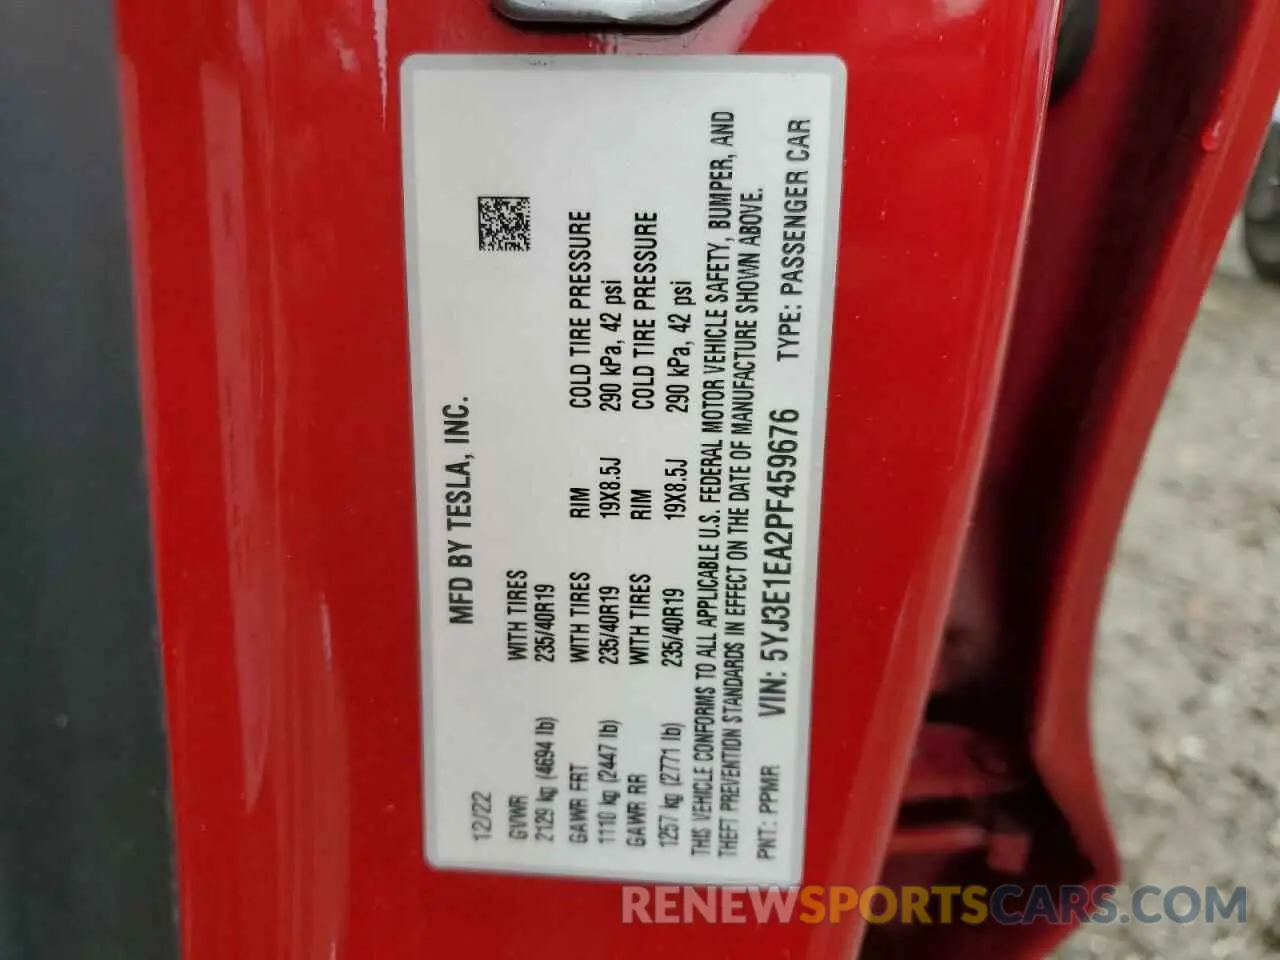 12/22 MFD BY TESLA, INC.
GVWR WITH TIRES
2129 kg (4694 lb) 235/40R19
GAWR FRT WITH TIRES RIM COLD TIRE PRESSURE
1110 kg (2447 lb) 235/40R19 19X8.5J 290 kPa, 42 psi
GAWR RR WITH TIRES RIM COLD TIRE PRESSURE
1257 kg (2771 lb) 235/40R19 19X8.5J 290 kPa, 42 psi
THIS VEHICLE CONFORMS TO ALL APPLICABLE U.S. FEDERAL MOTOR VEHICLE SAFETY, BUMPER, AND
THEFT PREVENTION STANDARDS IN EFFECT ON THE DATE OF MANUFACTURE SHOWN ABOVE.
PNT: PPMR VIN: 5YJ3E1EA2PF459676 TYPE: PASSENGER CAR
RENEWSPORTSCARS.COM